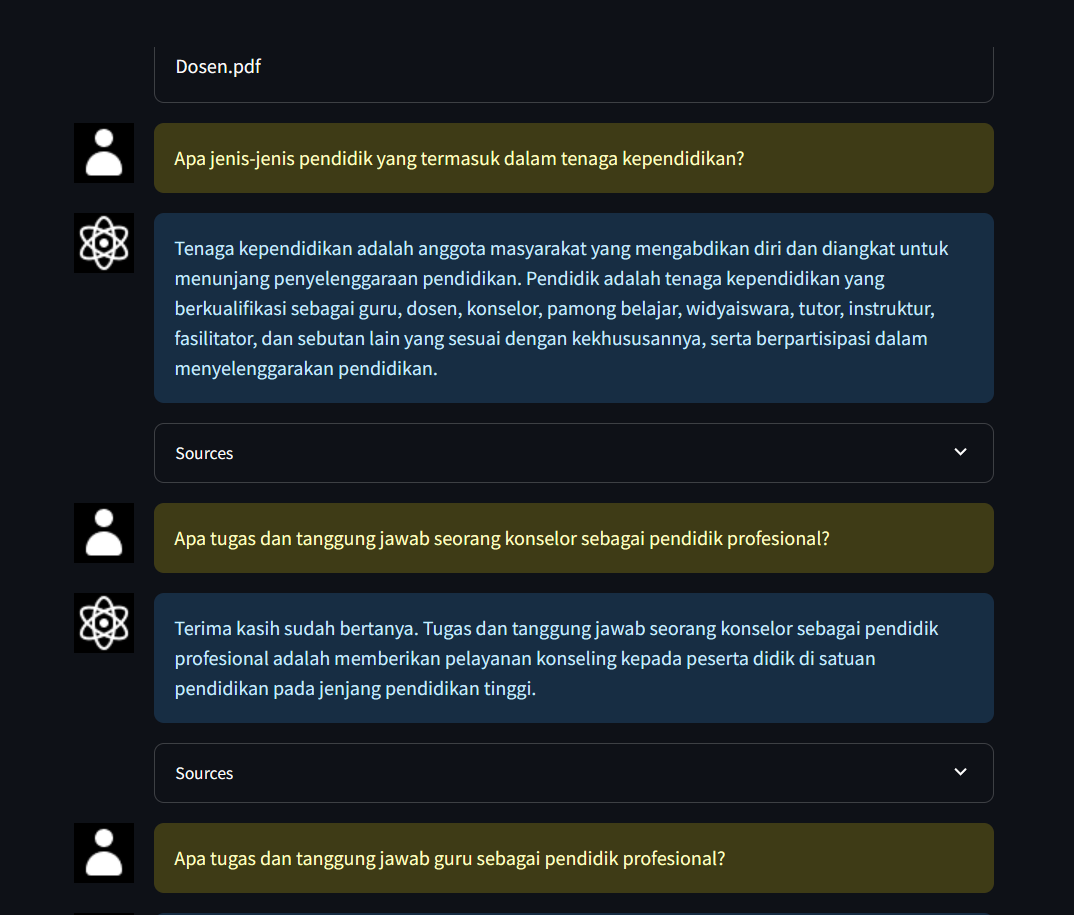 Dosen.pdf
Apa jenis-jenis pendidik yang termasuk dalam tenaga kependidikan?
Tenaga kependidikan adalah anggota masyarakat yang mengabdikan diri dan diangkat untuk
menunjang penyelenggaraan pendidikan. Pendidik adalah tenaga kependidikan yang
berkualifikasi sebagai guru, dosen, konselor, pamong belajar, widyaiswara, tutor, instruktur,
fasilitator, dan sebutan lain yang sesuai dengan kekhususannya, serta berpartisipasi dalam
menyelenggarakan pendidikan.
Sources
Apa tugas dan tanggung jawab seorang konselor sebagai pendidik profesional?
Terima kasih sudah bertanya. Tugas dan tanggung jawab seorang konselor sebagai pendidik
profesional adalah memberikan pelayanan konseling kepada peserta didik di satuan
pendidikan pada jenjang pendidikan tinggi.
Sources
Apa tugas dan tanggung jawab guru sebagai pendidik profesional?